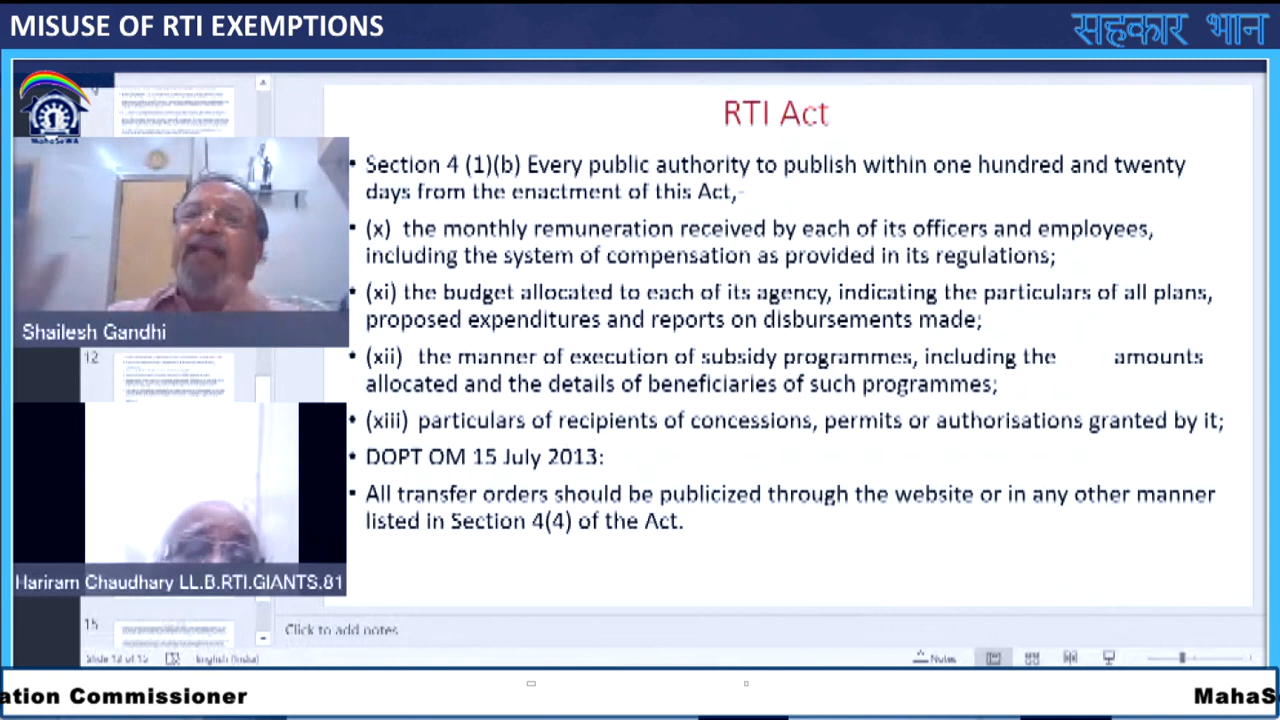 MISUSE OF RTI EXEMPTIONS
सहकार भान
MahaSeWA
RTI Act
• Section 4 (1)(b) Every public authority to publish within one hundred and twenty
days from the enactment of this Act,-
• (x) the monthly remuneration received by each of its officers and employees,
including the system of compensation as provided in its regulations;
• (xi) the budget allocated to each of its agency, indicating the particulars of all plans,
proposed expenditures and reports on disbursements made;
• (xii) the manner of execution of subsidy programmes, including the amounts
allocated and the details of beneficiaries of such programmes;
• (xiii) particulars of recipients of concessions, permits or authorisations granted by it;
• DOPT OM 15 July 2013:
• All transfer orders should be publicized through the website or in any other manner
listed in Section 4(4) of the Act.
Shailesh Gandhi
12
Hariram Chaudhary LL.B.RTI.GIANTS.81
15
Click to add notes
English (India)
Notes
ation Commissioner
MahaS